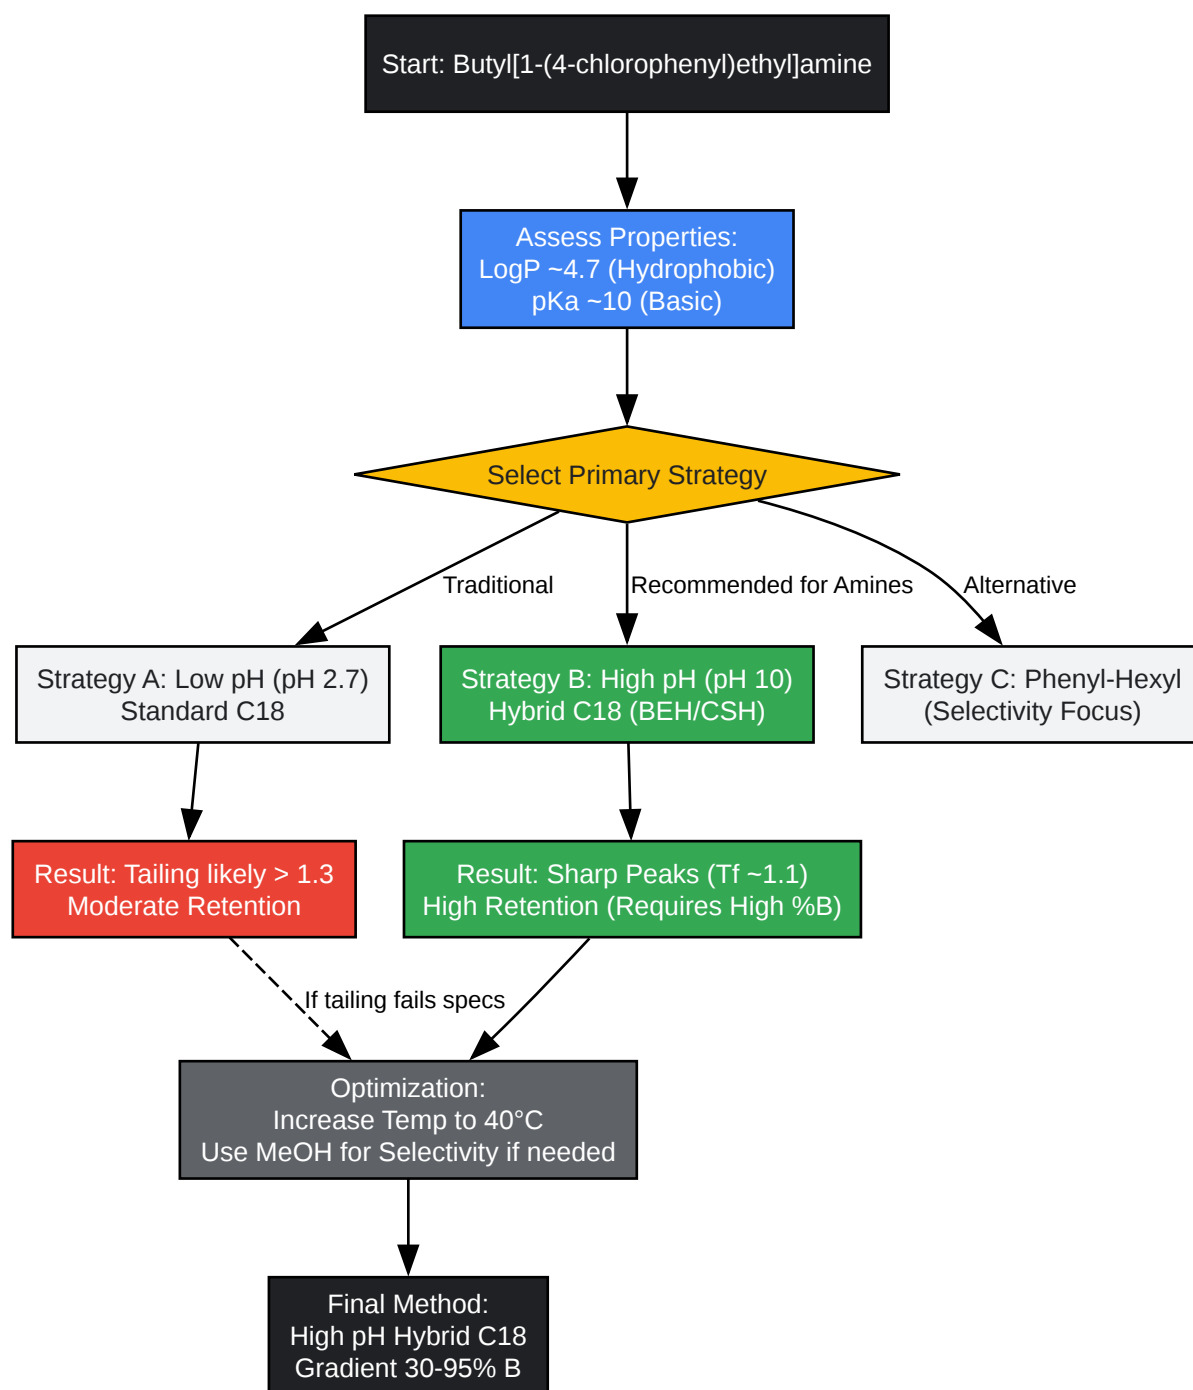 Start: Butyl[1-(4-chlorophenyl)ethyl]amine
Assess Properties:
LogP ~4.7 (Hydrophobic)
pKa ~10 (Basic)
Select Primary Strategy
Traditional
Recommended for Amines
Alternative
Strategy A: Low pH (pH 2.7)
Standard C18
Strategy B: High pH (pH 10)
Hybrid C18 (BEH/CSH)
Strategy C: Phenyl-Hexyl
(Selectivity Focus)
Result: Tailing likely > 1.3
Moderate Retention
Result: Sharp Peaks (Tf ~1.1)
High Retention (Requires High %B)
If tailing fails specs
Optimization:
Increase Temp to 40°C
Use MeOH for Selectivity if needed
Final Method:
High pH Hybrid C18
Gradient 30-95% B